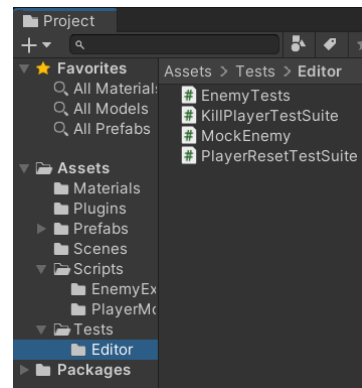 Project
Favorites
All Material
All Models
All Prefabs
Assets
Materials
Plugins
Prefabs
Scenes
Scripts
EnemyEx
PlayerMo
Tests
Editor
Packages
Assets > Tests > Editor
EnemyTests
KillPlayerTestSuite
MockEnemy
PlayerResetTestSuite